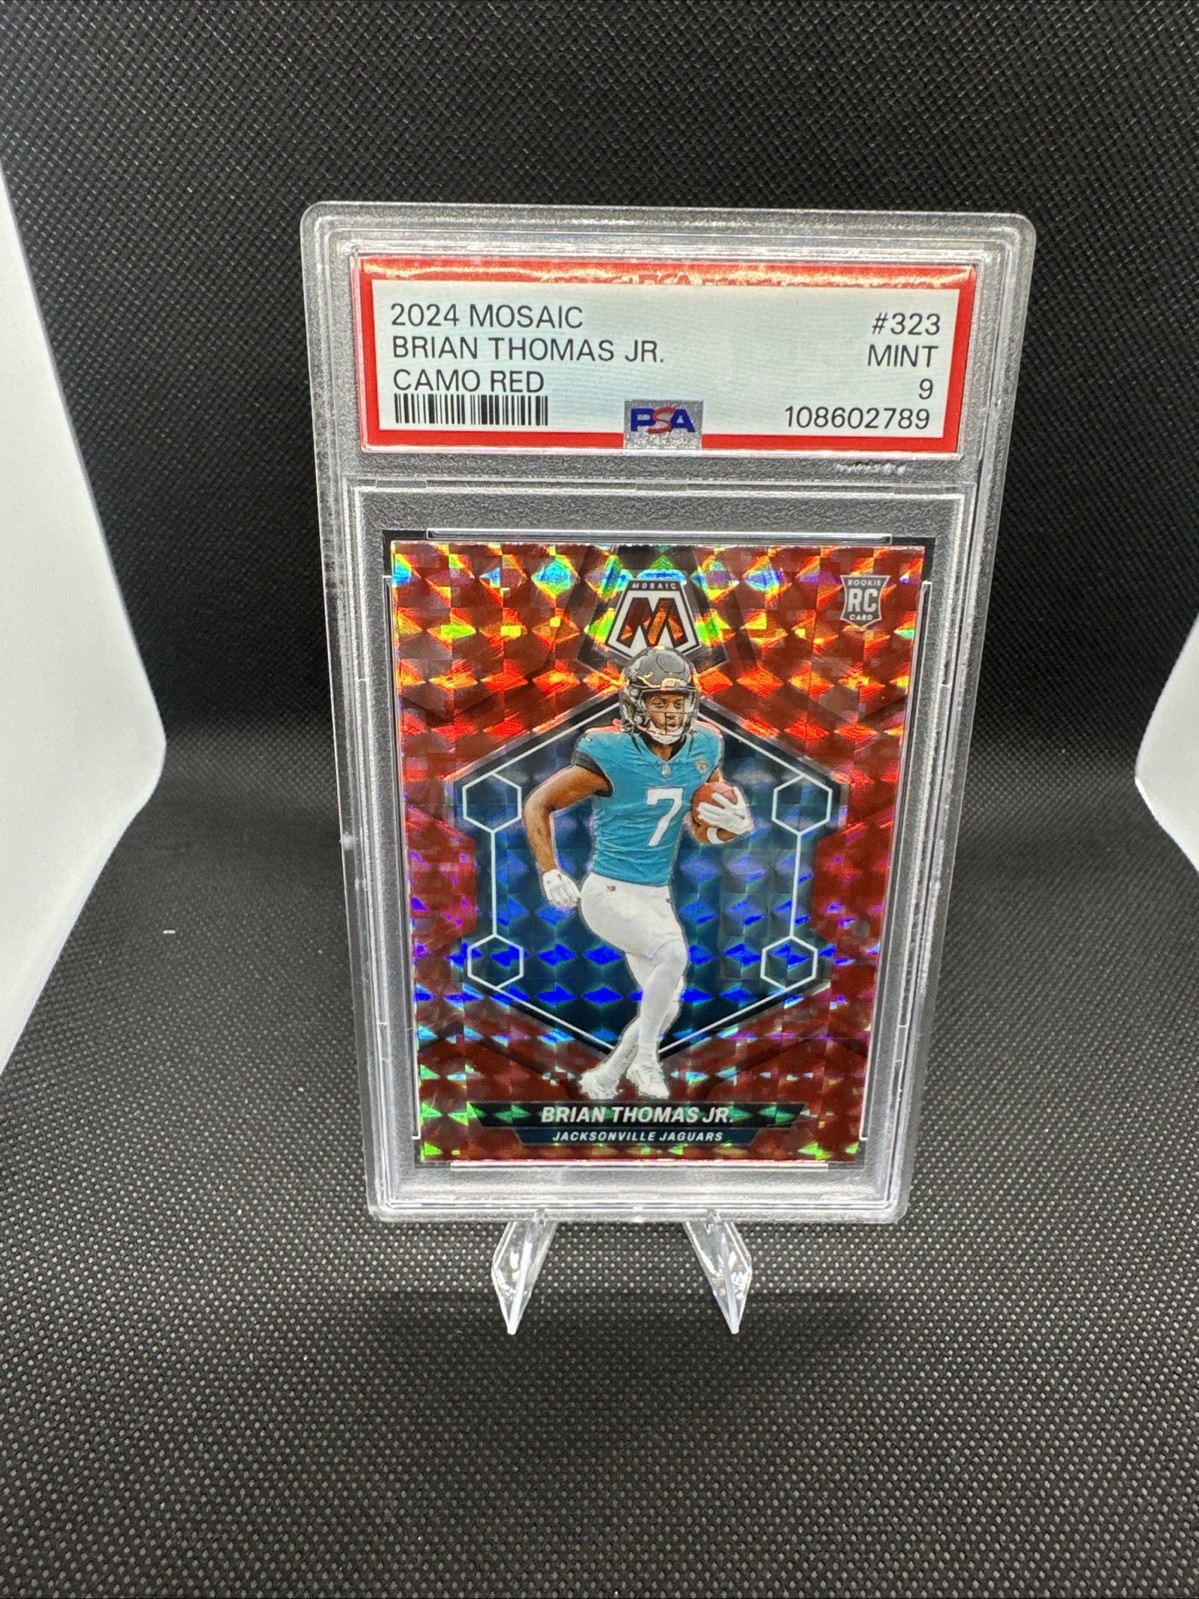 2024 MOSAIC #323
BRIAN THOMAS JR. MINT
CAMO RED 9
PSA 108602789
MOSAIC
M
ROOKIE
RC
CARD
7
BRIAN THOMAS JR.
JACKSONVILLE JAGUARS